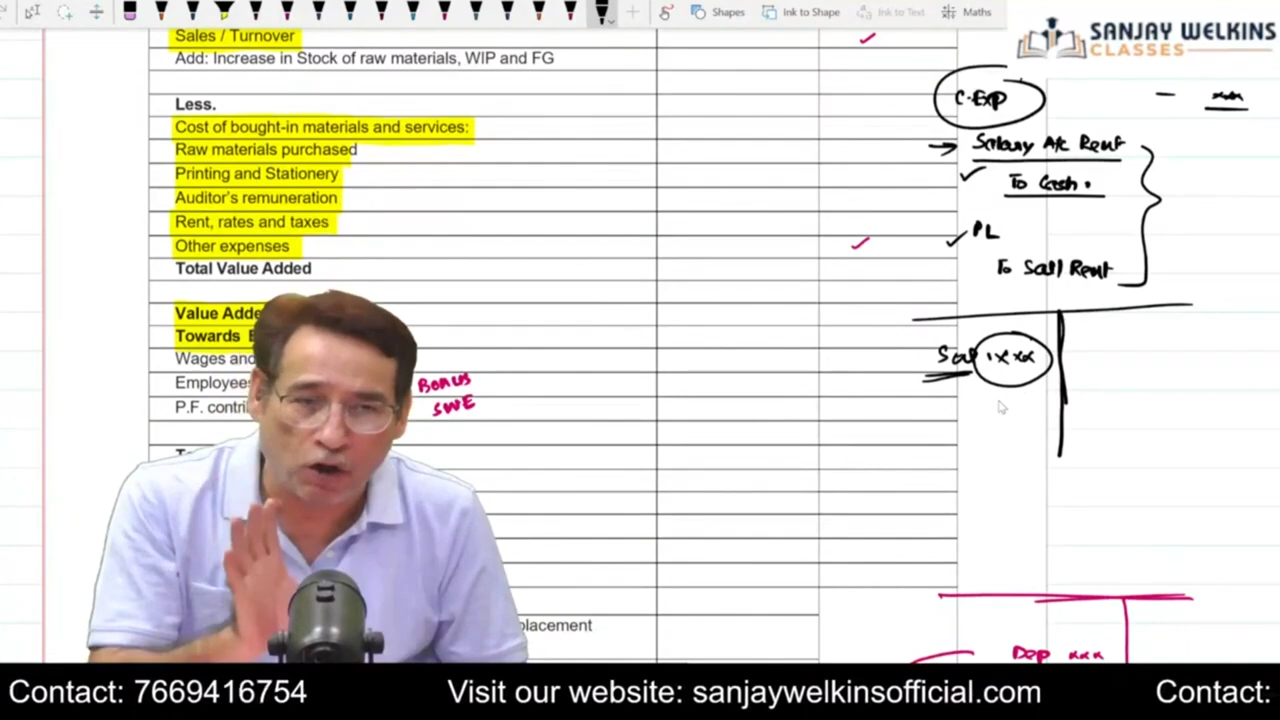 Shapes Ink to Shape Ink to Text Maths
SANJAY WELKINS
CLASSES
Sales / Turnover
Add: Increase in Stock of raw materials, WIP and FG
Less.
Cost of bought-in materials and services:
Raw materials purchased
Printing and Stationery
Auditor's remuneration
Rent, rates and taxes
Other expenses
Total Value Added
Value Adde
Towards E
Wages and
Employees
P.F. contri
Bonus
SWE
placement
C-Exp - xx
Salary A/c Rent
To Cash.
PL
To Sal/Rent
Sal xxx
Dep xxx
Contact: 7669416754 Visit our website: sanjaywelkinsofficial.com Contact: